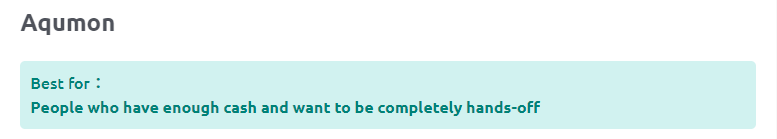 Aqumon
Best for：
People who have enough cash and want to be completely hands-off